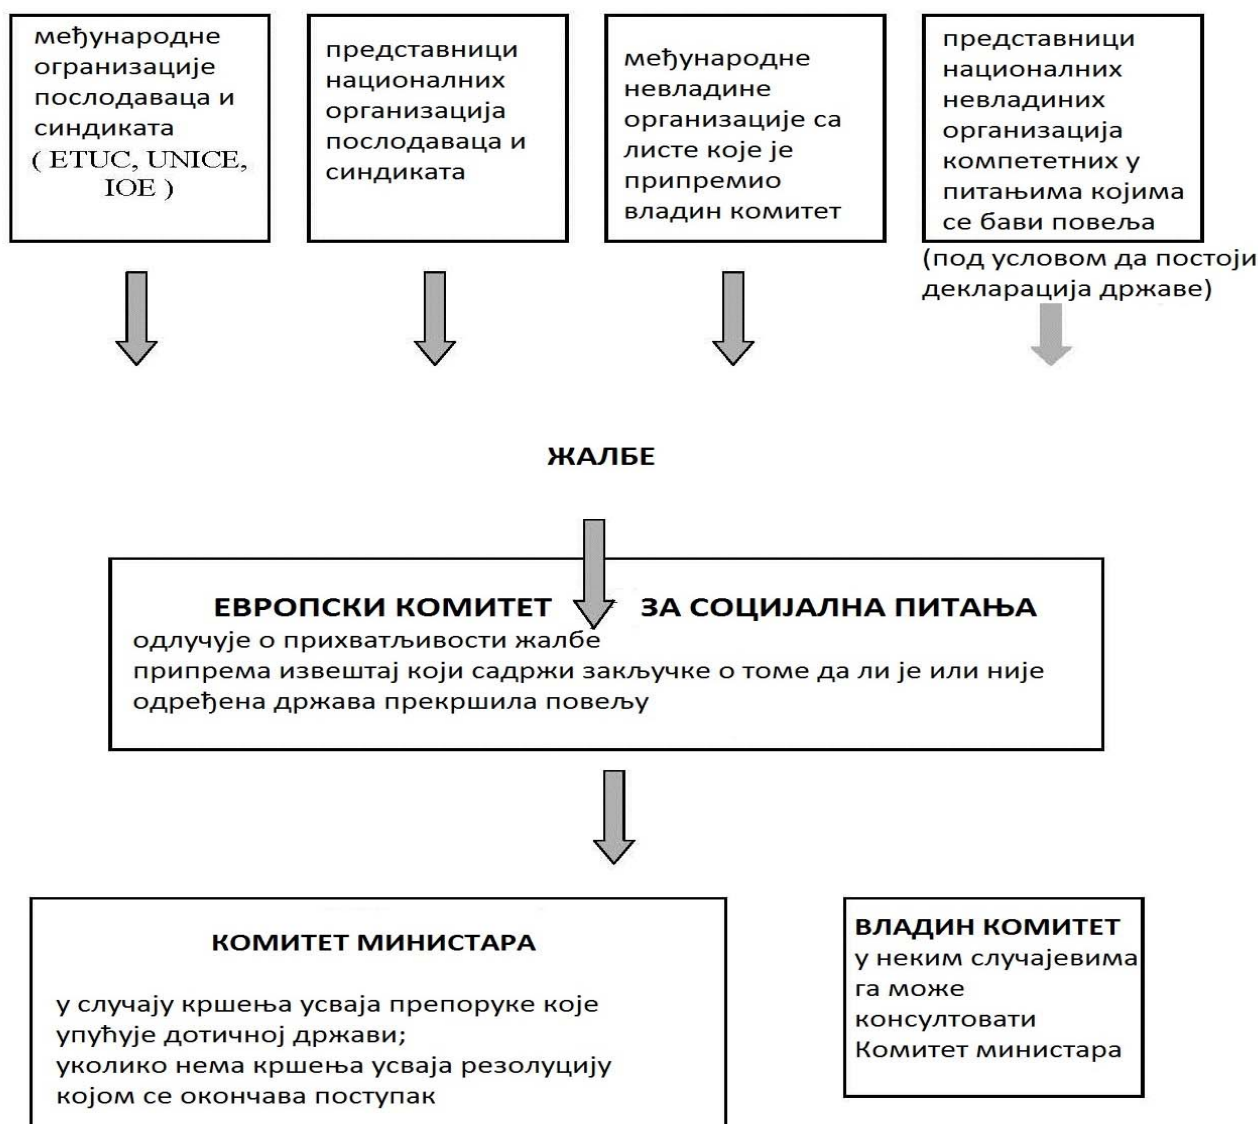 међународне
огранизације
послодаваца и
синдиката
( ETUC, UNICE,
IOE )
представници
националних
организација
послодаваца и
синдиката
међународне
невладине
организације са
листе које је
припремио
владин комитет
представници
националних
невладиних
организација
компететних у
питањима којима
се бави повеља
(под условом да постоји
декларација државе)
ЖАЛБЕ
ЕВРОПСКИ КОМИТЕТ ЗА СОЦИЈАЛНА ПИТАЊА
одлучује о прихватљивости жалбе
припрема извештај који садржи закључке о томе да ли је или није
одређена држава прекршила повељу
КОМИТЕТ МИНИСТАРА
у случају кршења усваја препоруке које
упућује дотичној држави;
уколико нема кршења усваја резолуцију
којом се окончава поступак
ВЛАДИН КОМИТЕТ
у неким случајевима
га може
консултовати
Комитет министара